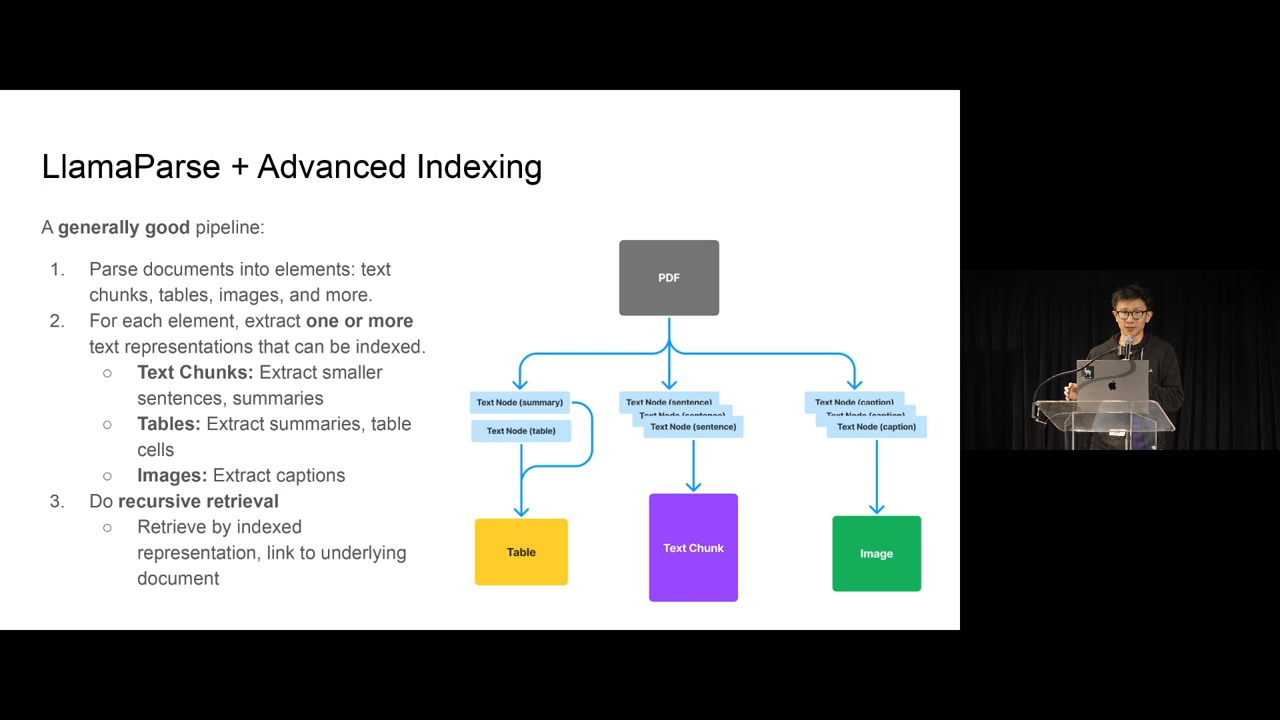 LlamaParse + Advanced Indexing
A generally good pipeline:
1. Parse documents into elements: text
chunks, tables, images, and more.
2. For each element, extract one or more
text representations that can be indexed.
○ Text Chunks: Extract smaller
sentences, summaries
○ Tables: Extract summaries, table
cells
○ Images: Extract captions
3. Do recursive retrieval
○ Retrieve by indexed
representation, link to underlying
document
PDF
Text Node (summary)
Text Node (table)
Table
Text Node (sentence)
Text Node (sentence)
Text Node (sentence)
Text Chunk
Text Node (caption)
Text Node (caption)
Text Node (caption)
Image